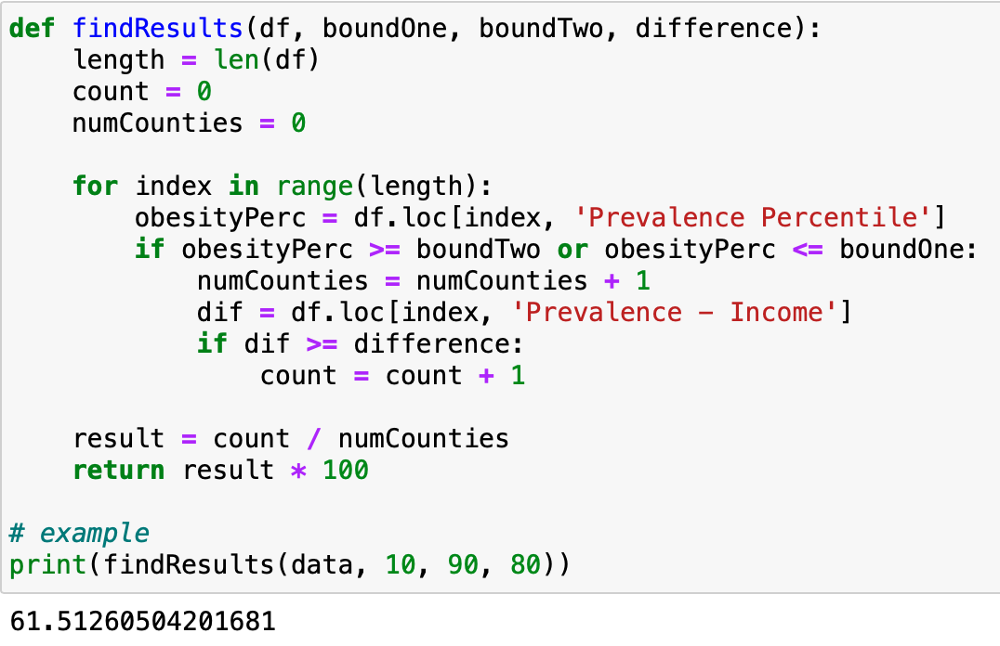 def findResults(df, boundOne, boundTwo, difference):
    length = len(df)
    count = 0
    numCounties = 0

    for index in range(length):
        obesityPerc = df.loc[index, 'Prevalence Percentile']
        if obesityPerc >= boundTwo or obesityPerc <= boundOne:
            numCounties = numCounties + 1
            dif = df.loc[index, 'Prevalence - Income']
            if dif >= difference:
                count = count + 1

    result = count / numCounties
    return result * 100

# example
print(findResults(data, 10, 90, 80))
61.51260504201681